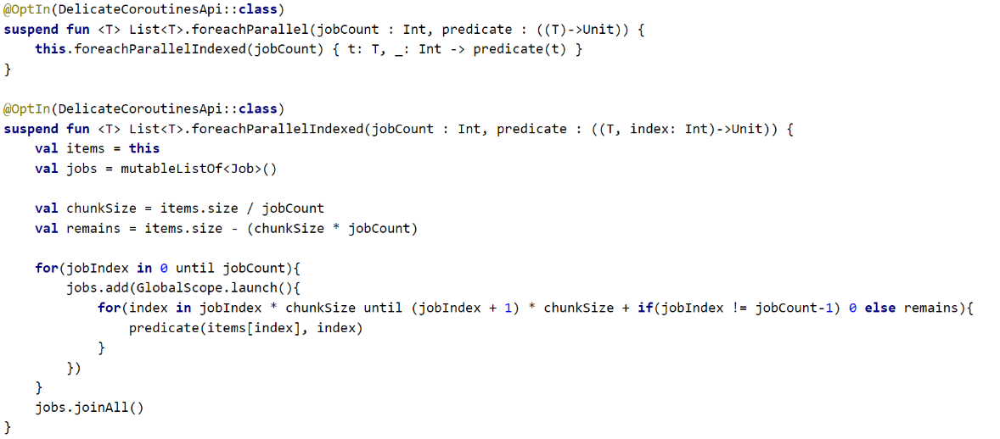 @OptIn(DelicateCoroutinesApi::class)
suspend fun <T> List<T>.foreachParallel(jobCount : Int, predicate : ((T)->Unit)) {
    this.foreachParallelIndexed(jobCount) { t: T, _: Int -> predicate(t) }
}

@OptIn(DelicateCoroutinesApi::class)
suspend fun <T> List<T>.foreachParallelIndexed(jobCount : Int, predicate : ((T, index: Int)->Unit)) {
    val items = this
    val jobs = mutableListOf<Job>()

    val chunkSize = items.size / jobCount
    val remains = items.size - (chunkSize * jobCount)

    for(jobIndex in 0 until jobCount){
        jobs.add(GlobalScope.launch(){
            for(index in jobIndex * chunkSize until (jobIndex + 1) * chunkSize + if(jobIndex != jobCount-1) 0 else remains){
                predicate(items[index], index)
            }
        })
    }
    jobs.joinAll()
}